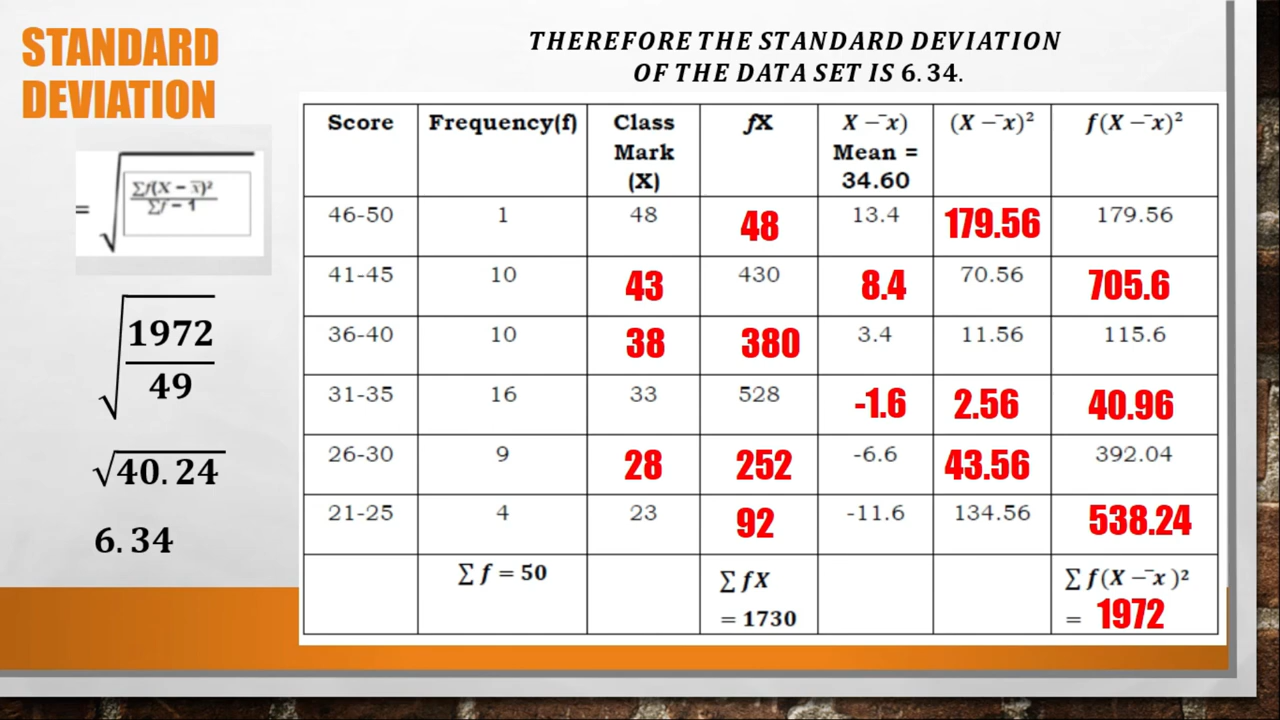 STANDARD
DEVIATION
THEREFORE THE STANDARD DEVIATION
OF THE DATA SET IS 6.34.
= √ Σf(X − x̅)² / Σf − 1
√ 1972 / 49
√40.24
6.34
Score Frequency(f) Class Mark (X) fX X − ̄x) Mean = 34.60 (X − ̄x)² f(X − ̄x)²
46-50 1 48 48 13.4 179.56 179.56
41-45 10 43 430 8.4 70.56 705.6
36-40 10 38 380 3.4 11.56 115.6
31-35 16 33 528 -1.6 2.56 40.96
26-30 9 28 252 -6.6 43.56 392.04
21-25 4 23 92 -11.6 134.56 538.24
Σ f = 50 Σ fX = 1730 Σ f(X − ̄x )² = 1972